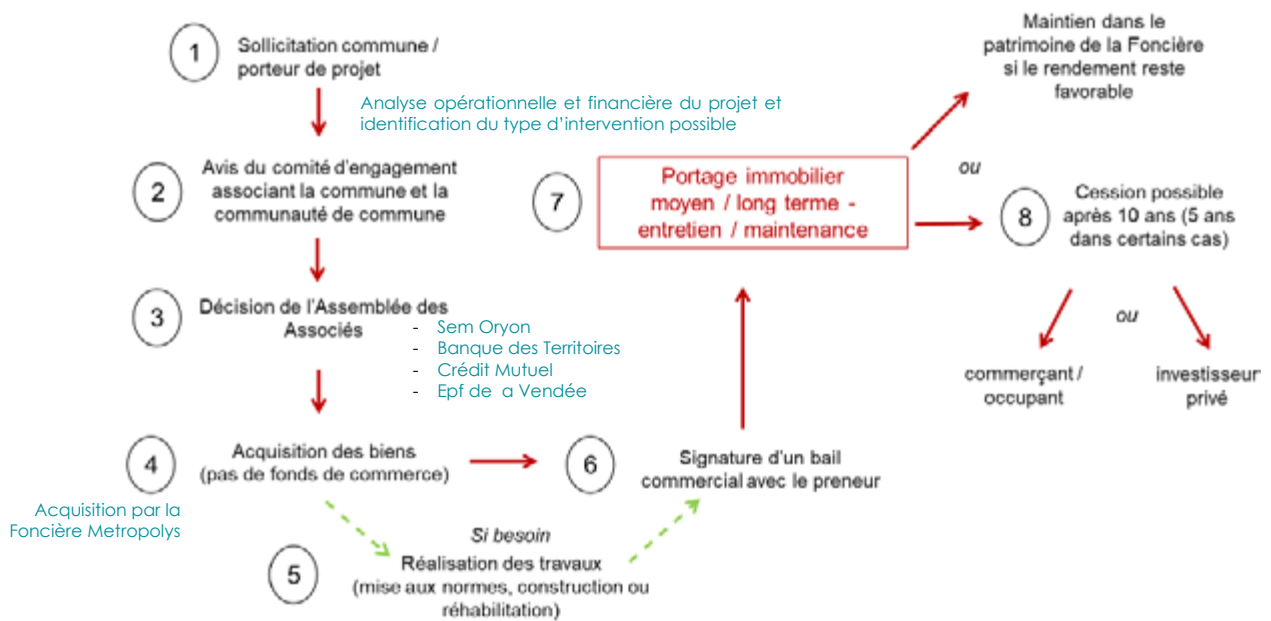 1
Sollicitation commune /
porteur de projet
Analyse opérationnelle et financière du projet et
identification du type d'intervention possible
2
Avis du comité d'engagement
associant la commune et la
communauté de commune
3
Décision de l'Assemblée des
Associés
- Sem Oryon
- Banque des Territoires
- Crédit Mutuel
- Epf de a Vendée
4
Acquisition des biens
(pas de fonds de commerce)
Acquisition par la
Foncière Metropolys
5
Si besoin
Réalisation des travaux
(mise aux normes, construction ou
réhabilitation)
6
Signature d'un bail
commercial avec le preneur
7
Portage immobilier
moyen / long terme -
entretien / maintenance
Maintien dans le
patrimoine de la Foncière
si le rendement reste
favorable
ou
8
Cession possible
après 10 ans (5 ans
dans certains cas)
ou
commerçant /
occupant
investisseur
privé